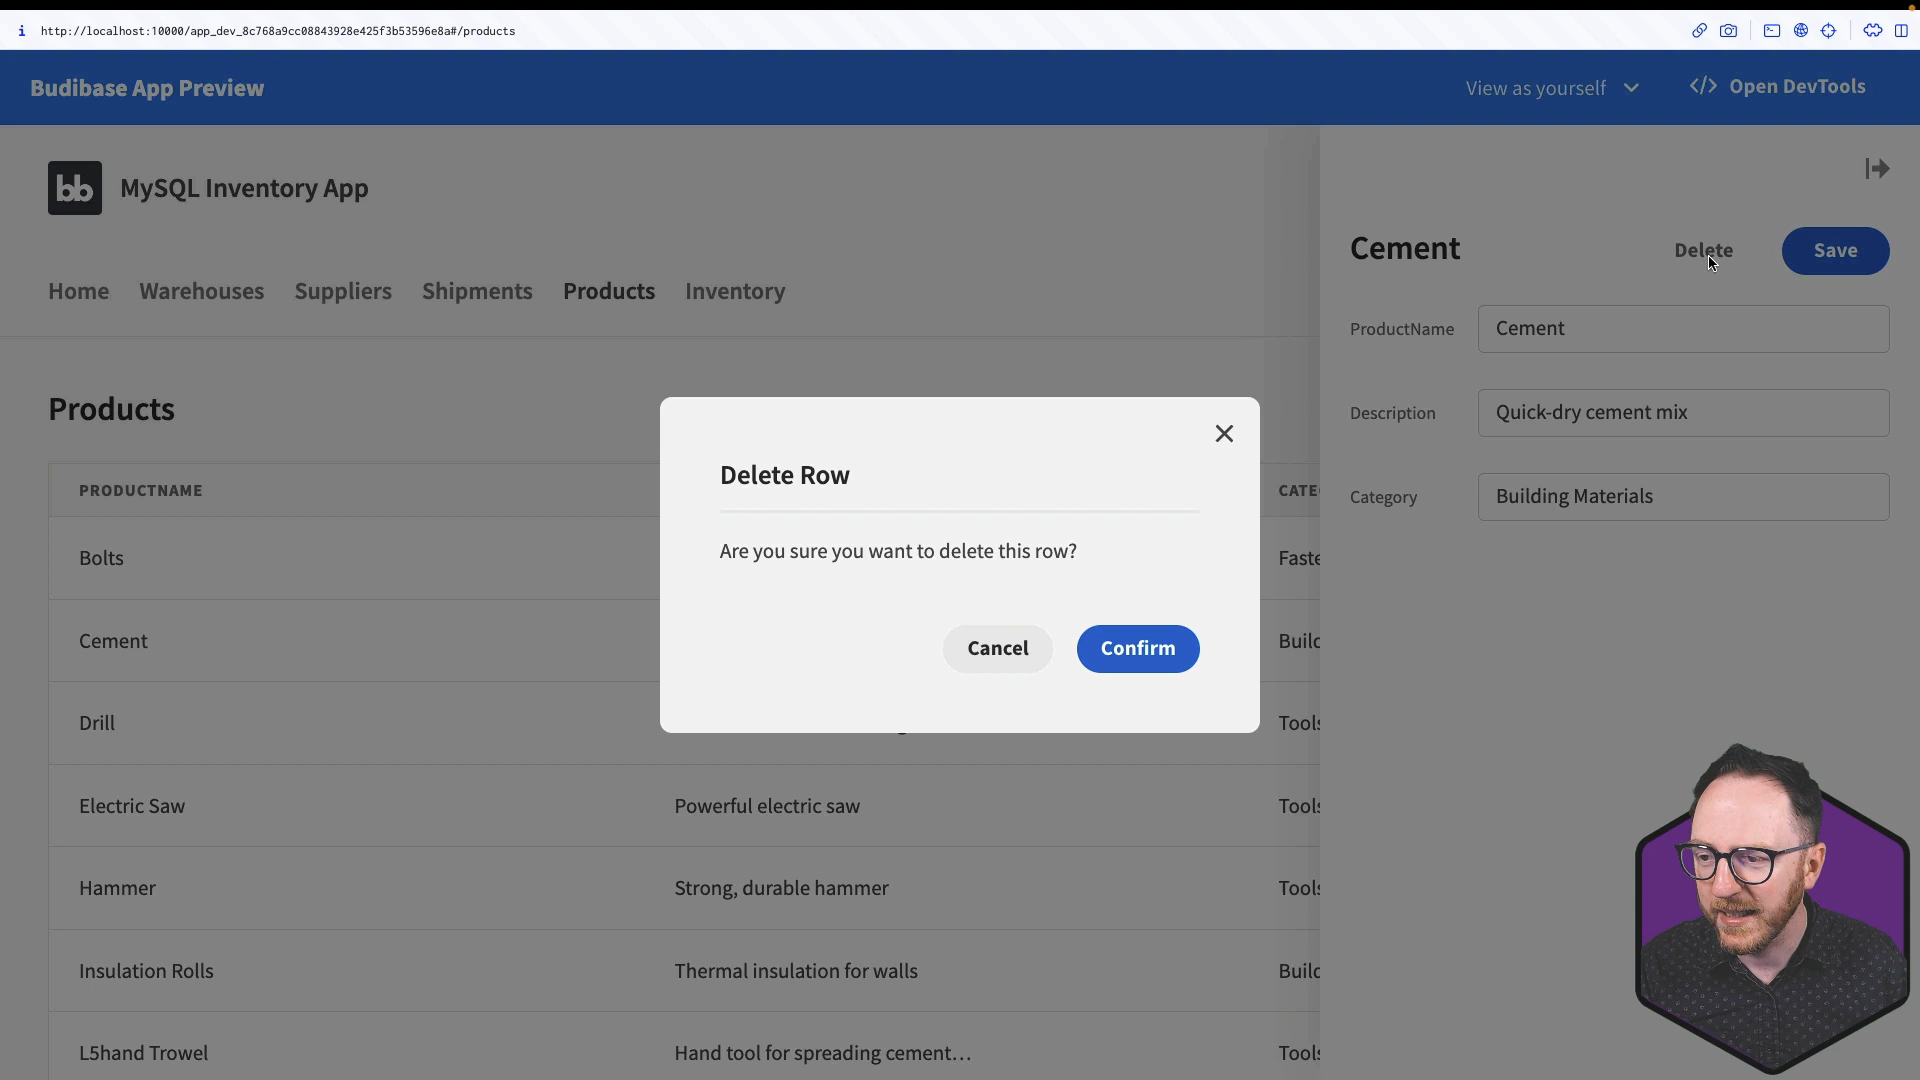 http://localhost:10000/app_dev_8c768a9cc08843928e425f3b53596e8a#/products
Budibase App Preview
View as yourself
</> Open DevTools
bb
MySQL Inventory App
Home
Warehouses
Suppliers
Shipments
Products
Inventory
Cement
Delete
Save
ProductName
Cement
Description
Quick-dry cement mix
Category
Building Materials
Products
PRODUCTNAME
CATE
Delete Row
Are you sure you want to delete this row?
Cancel
Confirm
Bolts
Faste
Cement
Build
Drill
Tools
Electric Saw
Powerful electric saw
Tools
Hammer
Strong, durable hammer
Tools
Insulation Rolls
Thermal insulation for walls
Build
L5hand Trowel
Hand tool for spreading cement…
Tools